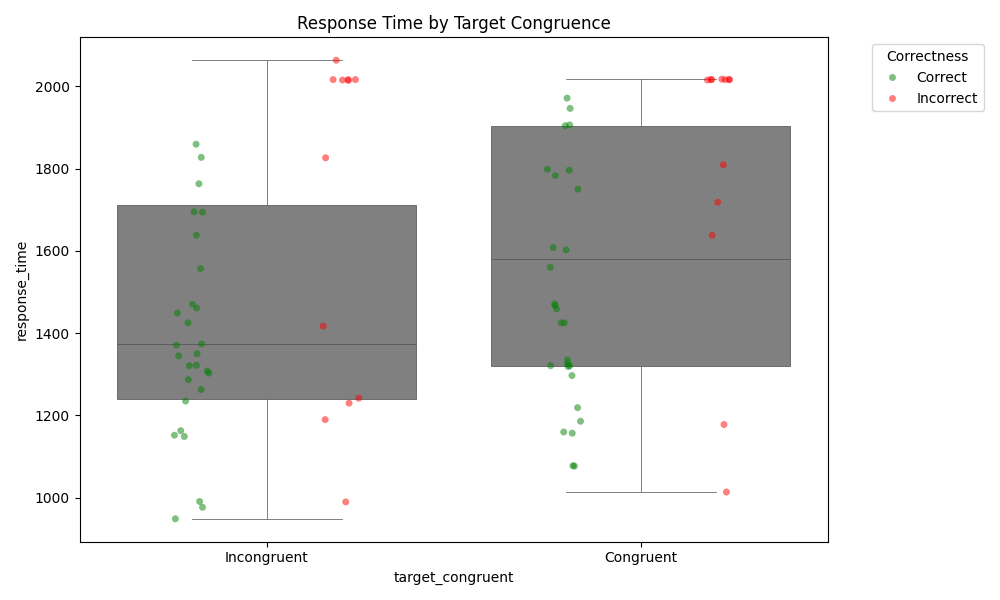 Response Time by Target Congruence
Correctness
Correct
Incorrect
response_time
2000
1800
1600
1400
1200
1000
Incongruent
Congruent
target_congruent